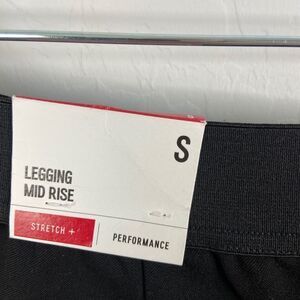 S
LEGGING
MID RISE
STRETCH + PERFORMANCE